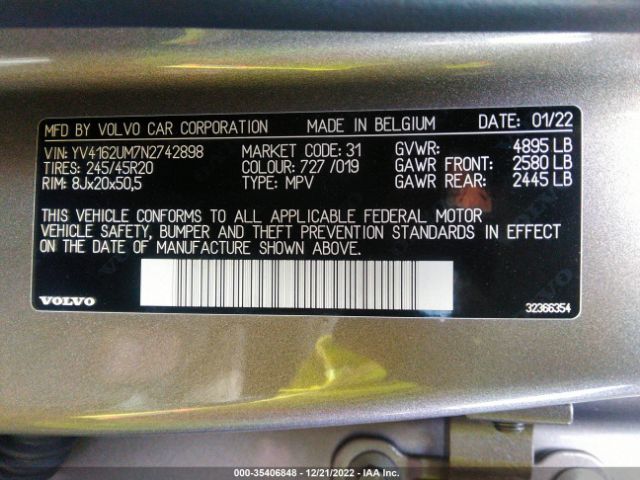 MFD BY VOLVO CAR CORPORATION MADE IN BELGIUM DATE: 01/22
VIN: YV4162UM7N2742898 MARKET CODE: 31 GVWR: 4895 LB
TIRES: 245/45R20 COLOUR: 727/019 GAWR FRONT: 2580 LB
RIM: 8Jx20x50,5 TYPE: MPV GAWR REAR: 2445 LB
THIS VEHICLE CONFORMS TO ALL APPLICABLE FEDERAL MOTOR
VEHICLE SAFETY, BUMPER AND THEFT PREVENTION STANDARDS IN EFFECT
ON THE DATE OF MANUFACTURE SHOWN ABOVE.
VOLVO 32366354
000-35406848 - 12/21/2022 - IAA Inc.